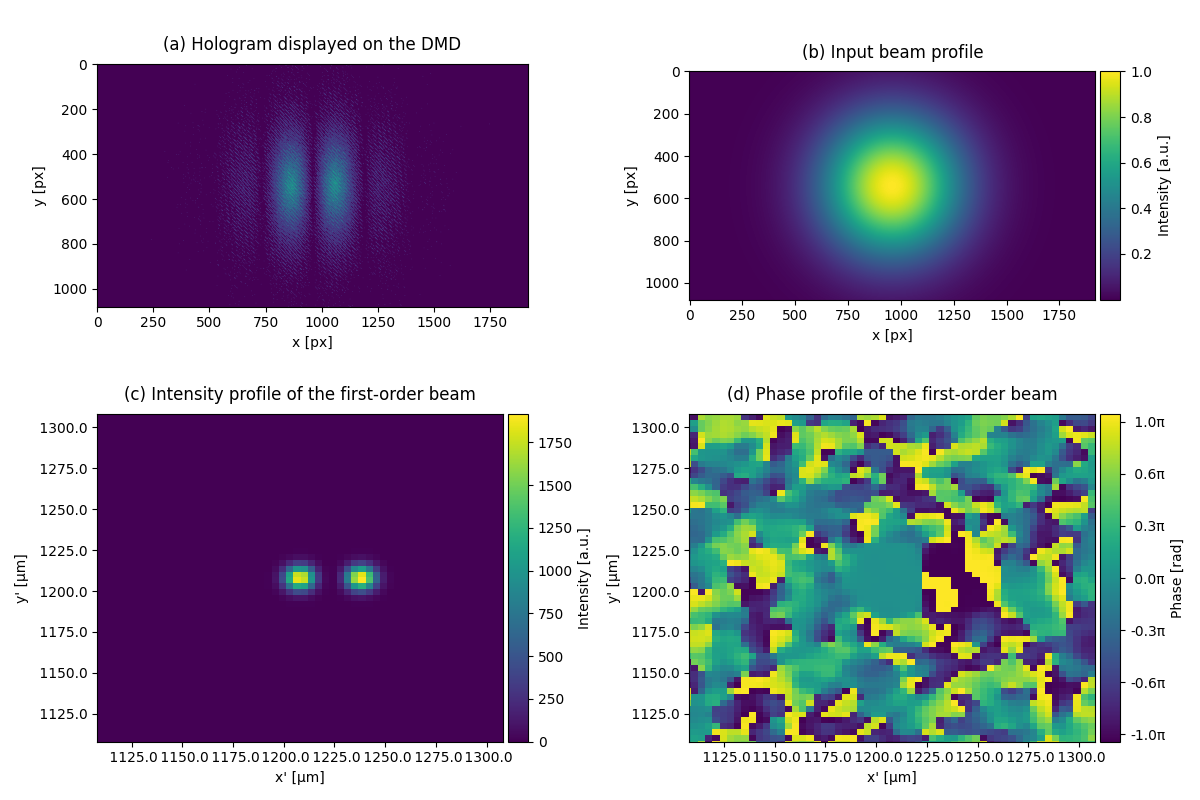 (a) Hologram displayed on the DMD
0
200
400
600
800
1000
y [px]
0 250 500 750 1000 1250 1500 1750
x [px]
(b) Input beam profile
0
200
400
600
800
1000
y [px]
0 250 500 750 1000 1250 1500 1750
x [px]
1.0
0.8
0.6
0.4
0.2
Intensity [a.u.]
(c) Intensity profile of the first-order beam
1300.0
1275.0
1250.0
1225.0
1200.0
1175.0
1150.0
1125.0
y' [µm]
1125.0 1150.0 1175.0 1200.0 1225.0 1250.0 1275.0 1300.0
x' [µm]
1750
1500
1250
1000
750
500
250
0
Intensity [a.u.]
(d) Phase profile of the first-order beam
1300.0
1275.0
1250.0
1225.0
1200.0
1175.0
1150.0
1125.0
y' [µm]
1125.0 1150.0 1175.0 1200.0 1225.0 1250.0 1275.0 1300.0
x' [µm]
1.0π
0.6π
0.3π
0.0π
-0.3π
-0.6π
-1.0π
Phase [rad]